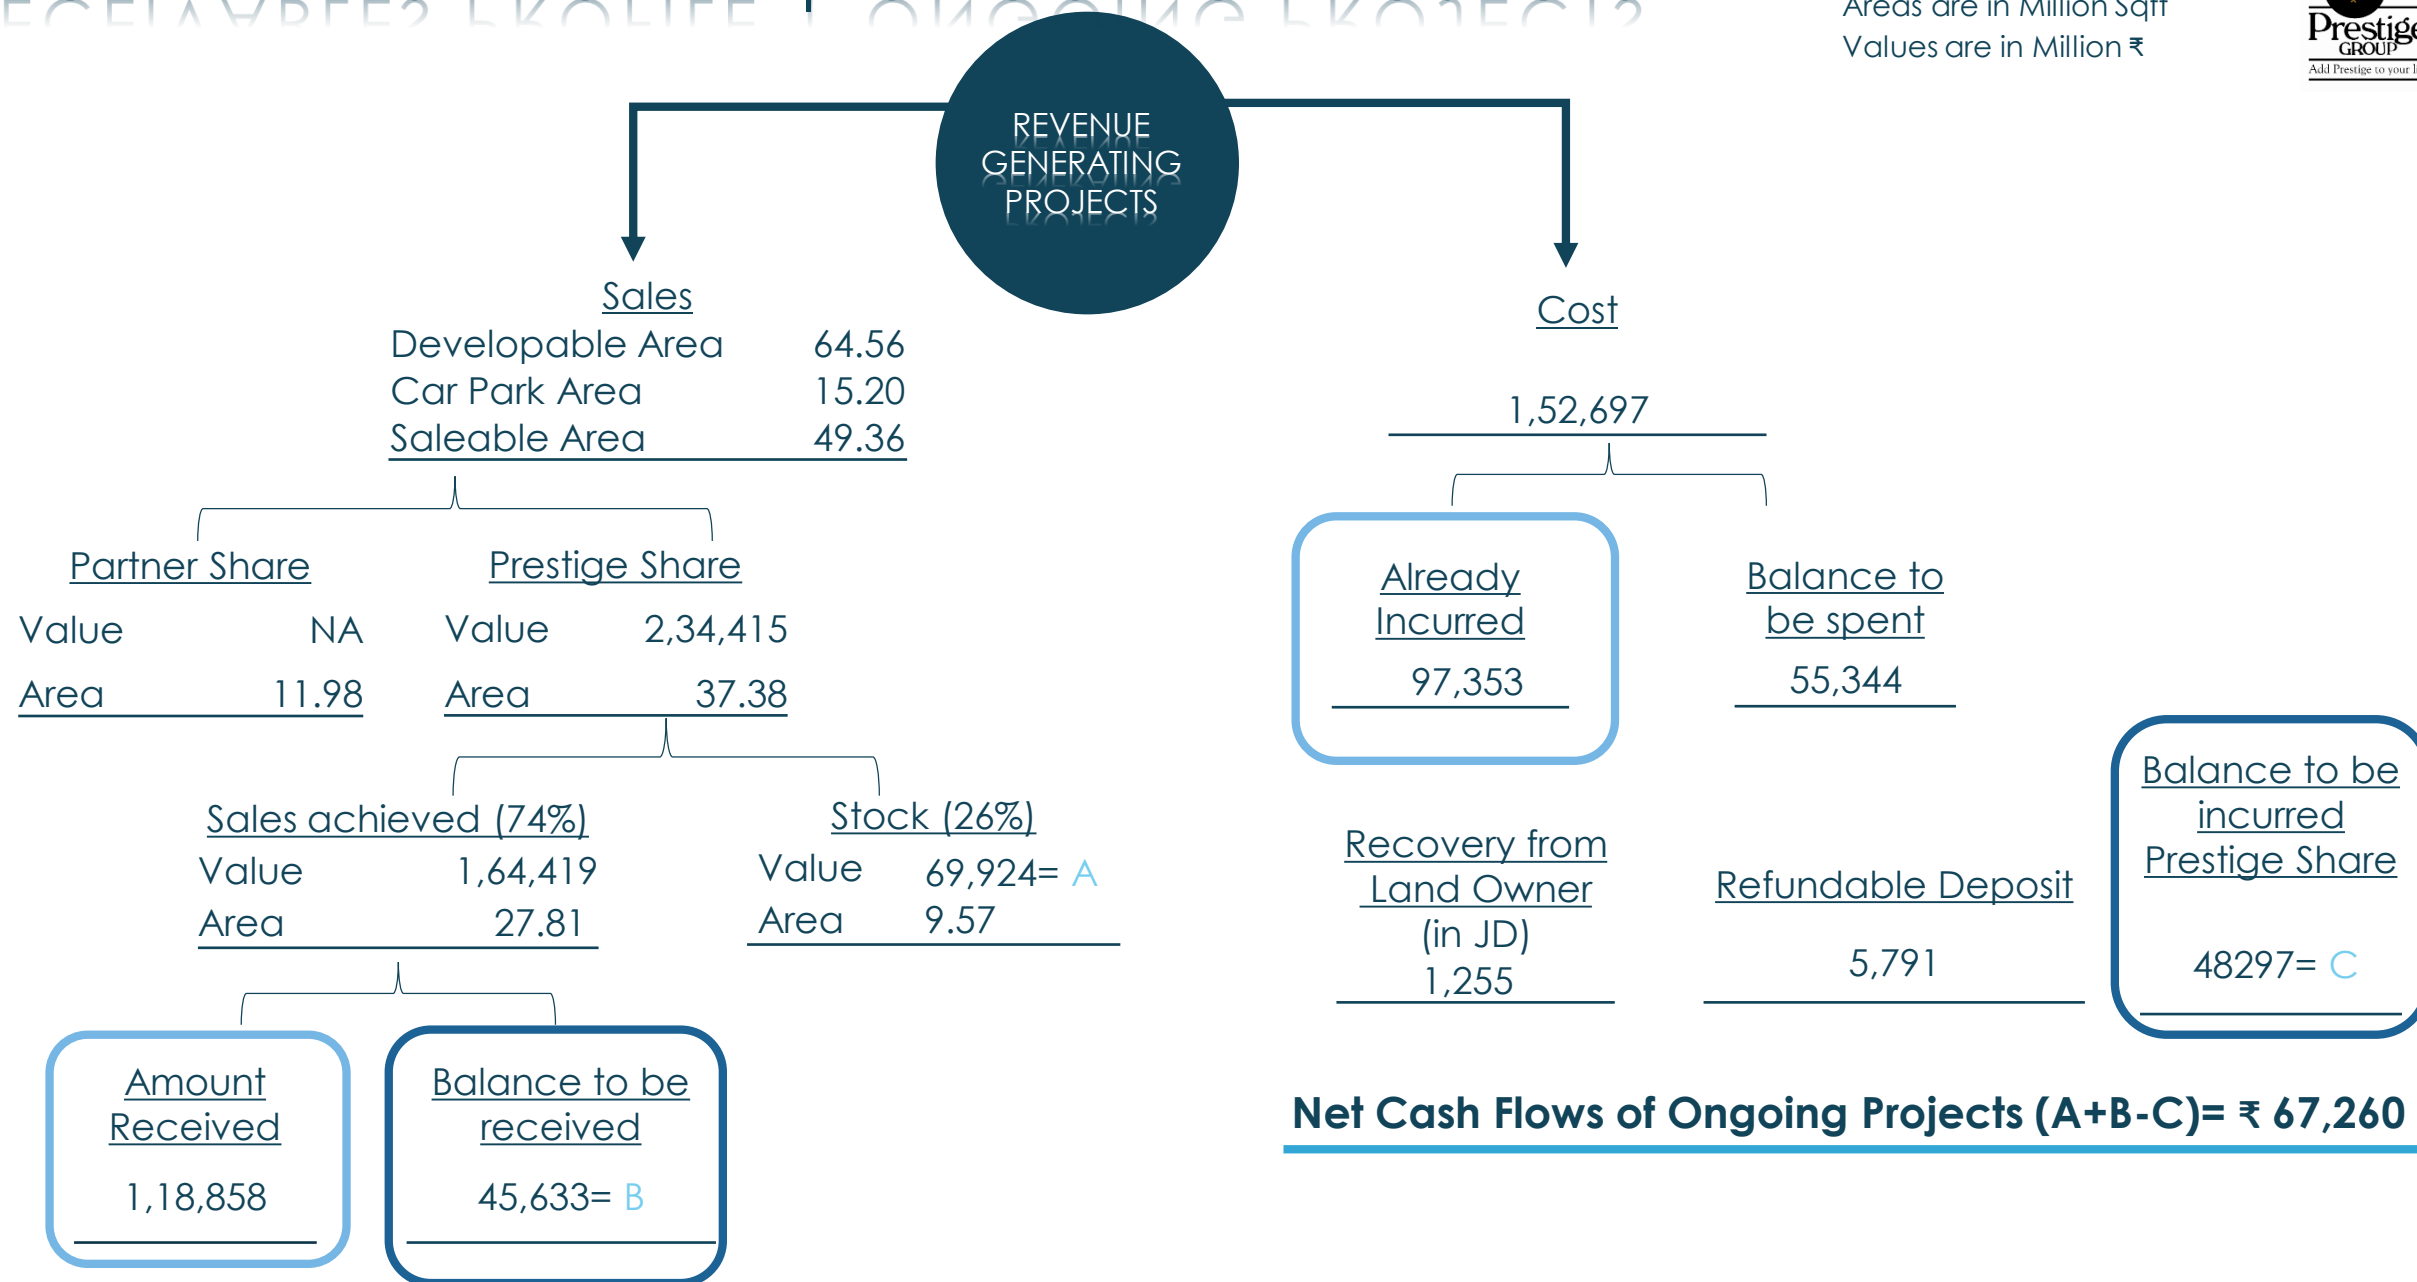 Areas are in Million Sqft
Values are in Million ₹
Prestige
GROUP
Add Prestige to your
REVENUE
GENERATING
PROJECTS
Sales
Developable Area 64.56
Car Park Area 15.20
Saleable Area 49.36
Partner Share
Value NA
Area 11.98
Prestige Share
Value 2,34,415
Area 37.38
Sales achieved (74%)
Value 1,64,419
Area 27.81
Stock (26%)
Value 69,924= A
Area 9.57
Amount
Received
1,18,858
Balance to be
received
45,633= B
Cost
1,52,697
Already
Incurred
97,353
Balance to
be spent
55,344
Recovery from
Land Owner
(in JD)
1,255
Refundable Deposit
5,791
Balance to be
incurred
Prestige Share
48297= C
Net Cash Flows of Ongoing Projects (A+B-C)= ₹ 67,260